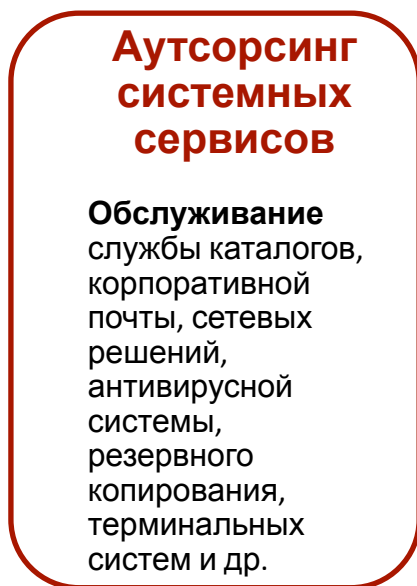 Аутсорсинг
системных
сервисов
Обслуживание
службы каталогов,
корпоративной
почты, сетевых
решений,
антивирусной
системы,
резервного
копирования,
терминальных
систем и др.